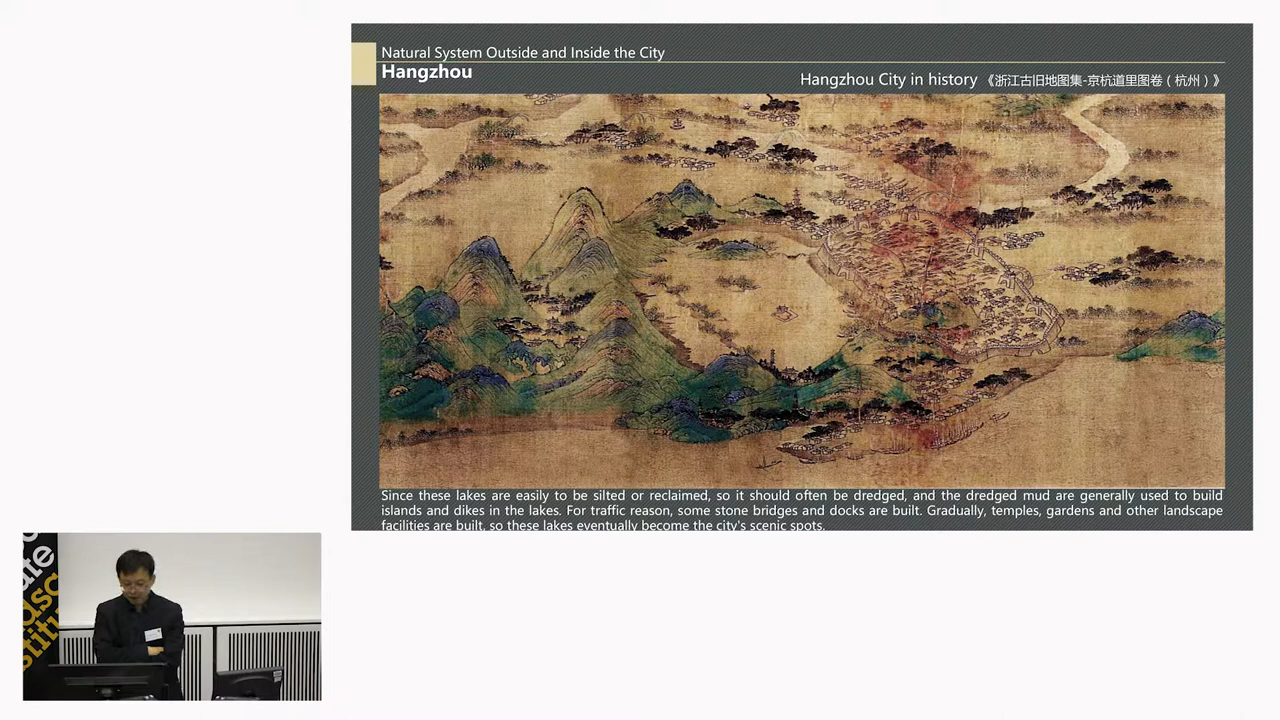 Natural System Outside and Inside the City
Hangzhou
Hangzhou City in history 《浙江古旧地图集-京杭道里图卷（杭州）》
Since these lakes are easily to be silted or reclaimed, so it should often be dredged, and the dredged mud are generally used to build
islands and dikes in the lakes. For traffic reason, some stone bridges and docks are built. Gradually, temples, gardens and other landscape
facilities are built, so these lakes eventually become the city's scenic spots.